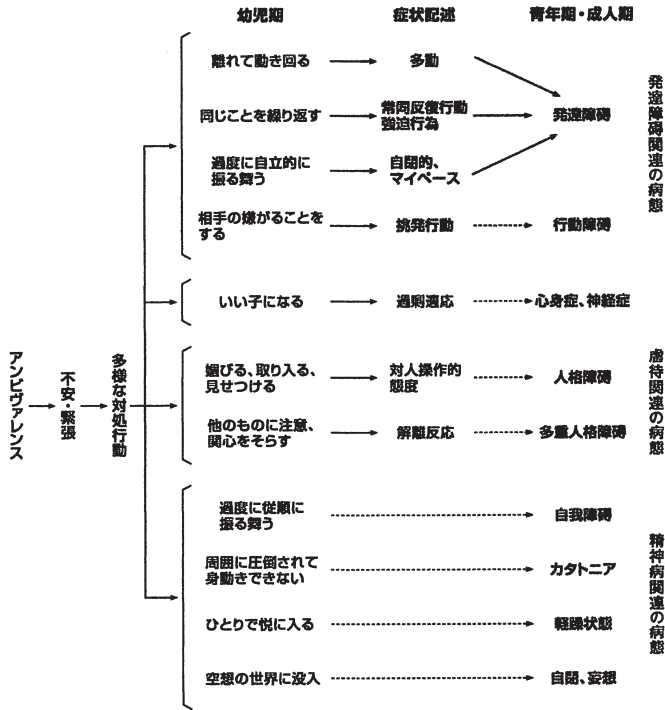 幼児期
症状記述
青年期・成人期
離れて動き回る
多動
同じことを繰り返す
常同反復行動
強迫行為
発達障碍
過度に自立的に
振る舞う
自閉的、
マイペース
相手の嫌がることを
する
挑発行動
行動障碍
発達障碍関連の病態
いい子になる
過剰適応
心身症、神経症
アンビヴァレンス
不安・緊張
多様な対処行動
媚びる、取り入る、
見せつける
対人操作的
態度
人格障碍
他のものに注意、
関心をそらす
解離反応
多重人格障碍
虐待関連の病態
過度に従順に
振る舞う
自我障碍
周囲に圧倒されて
身動きできない
カタトニア
ひとりで悦に入る
軽躁状態
空想の世界に没入
自閉、妄想
精神病関連の病態